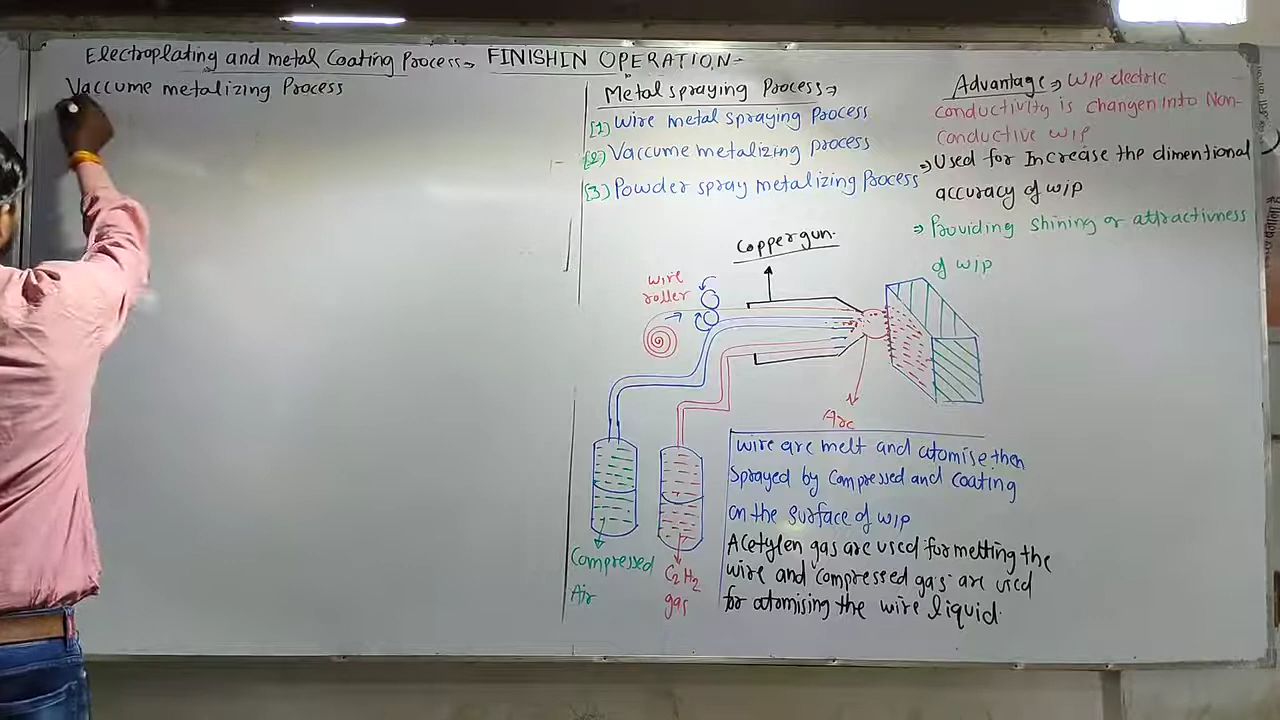 Electroplating and metal Coating Process⇒ FINISHIN OPERATION-
Vaccume metalizing Process
Metal spraying Process⇒
[1] Wire metal spraying Process
[2] Vaccume metalizing process
[3] Powder spray metalizing Process
Advantage⇒ W/P electric
conductivity is changen into Non-
Conductive W/P
⇒ Used for Increase the dimentional
accuracy of W/P
⇒ Providing shining or attractivness
of W/P
Copper gun.
wire
roller
Arc
Compressed
Air
C2H2
gas
Wire are melt and atomise then
Sprayed by Compressed and Coating
on the surface of W/P
Acetylen gas are used for melting the
wire and compressed gas are used
for atomising the wire liquid.